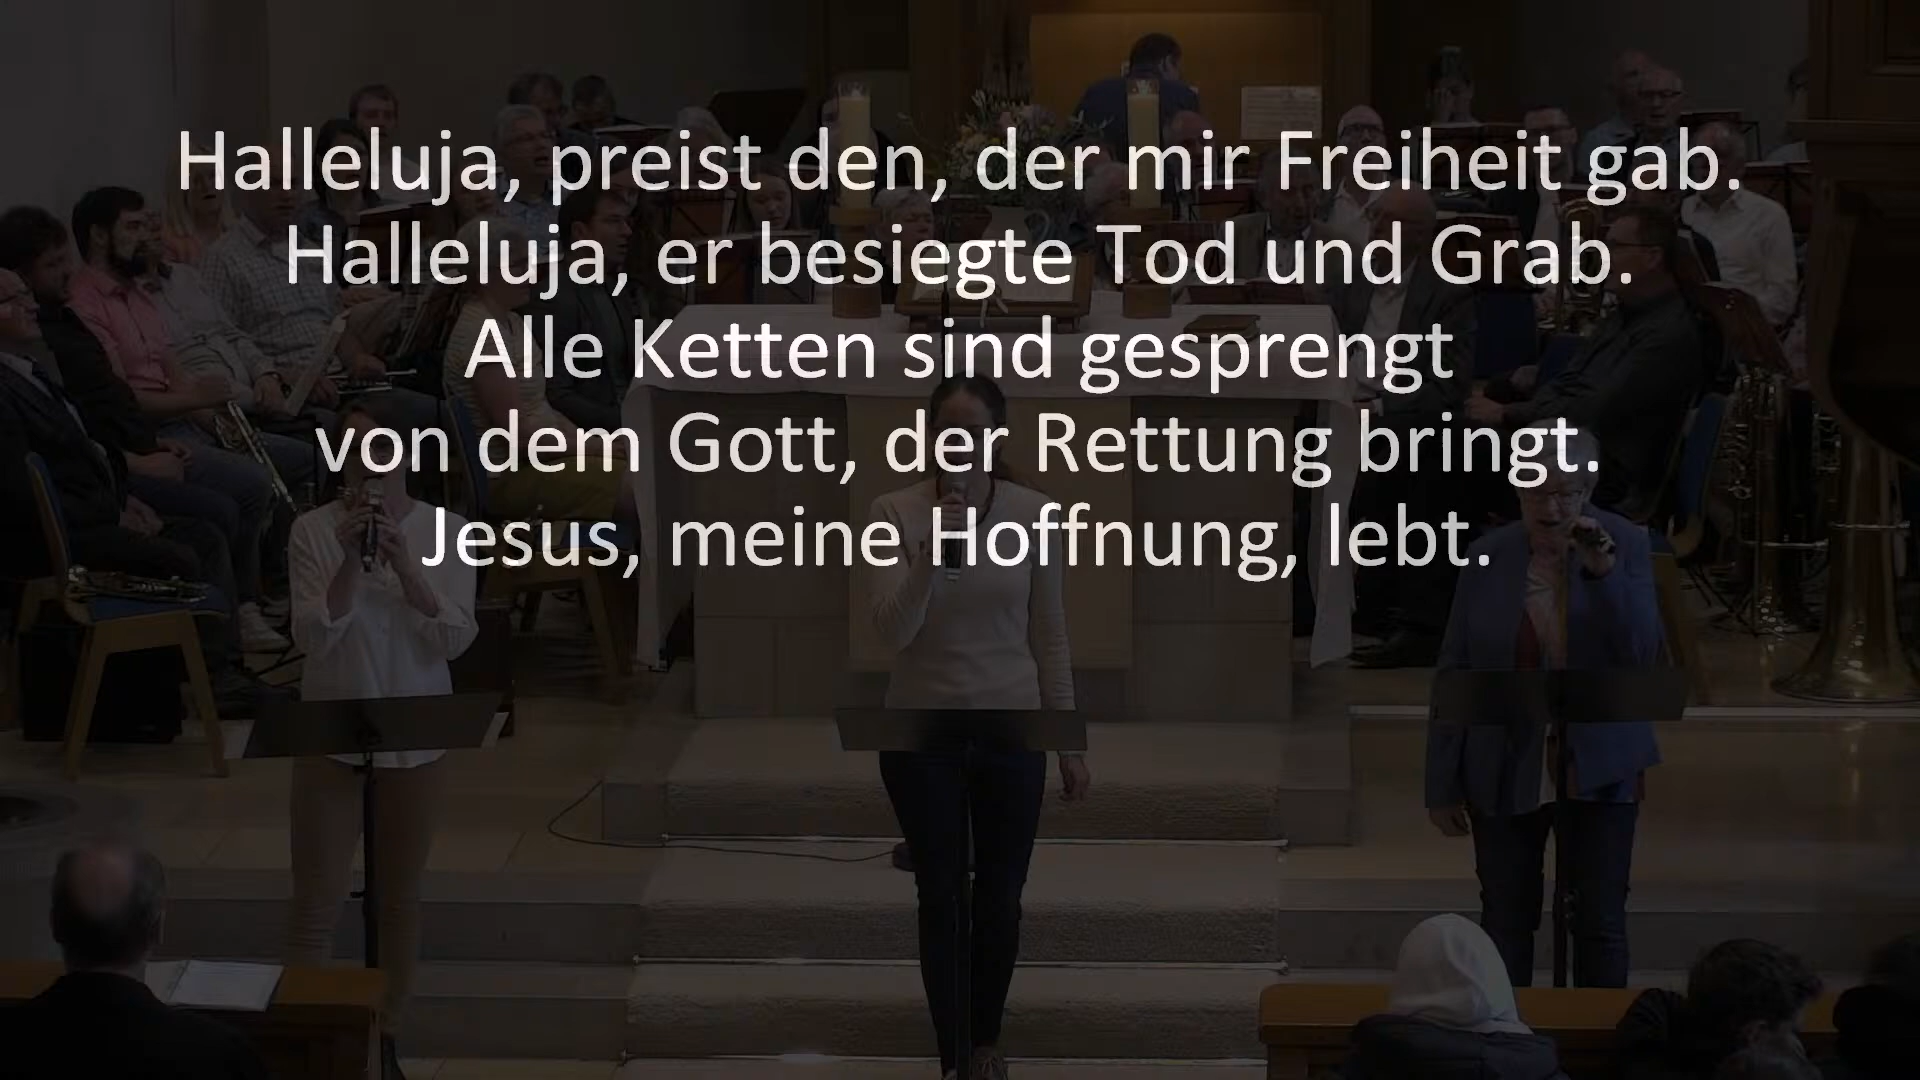 Halleluja, preist den, der mir Freiheit gab.
Halleluja, er besiegte Tod und Grab.
Alle Ketten sind gesprengt
von dem Gott, der Rettung bringt.
Jesus, meine Hoffnung, lebt.